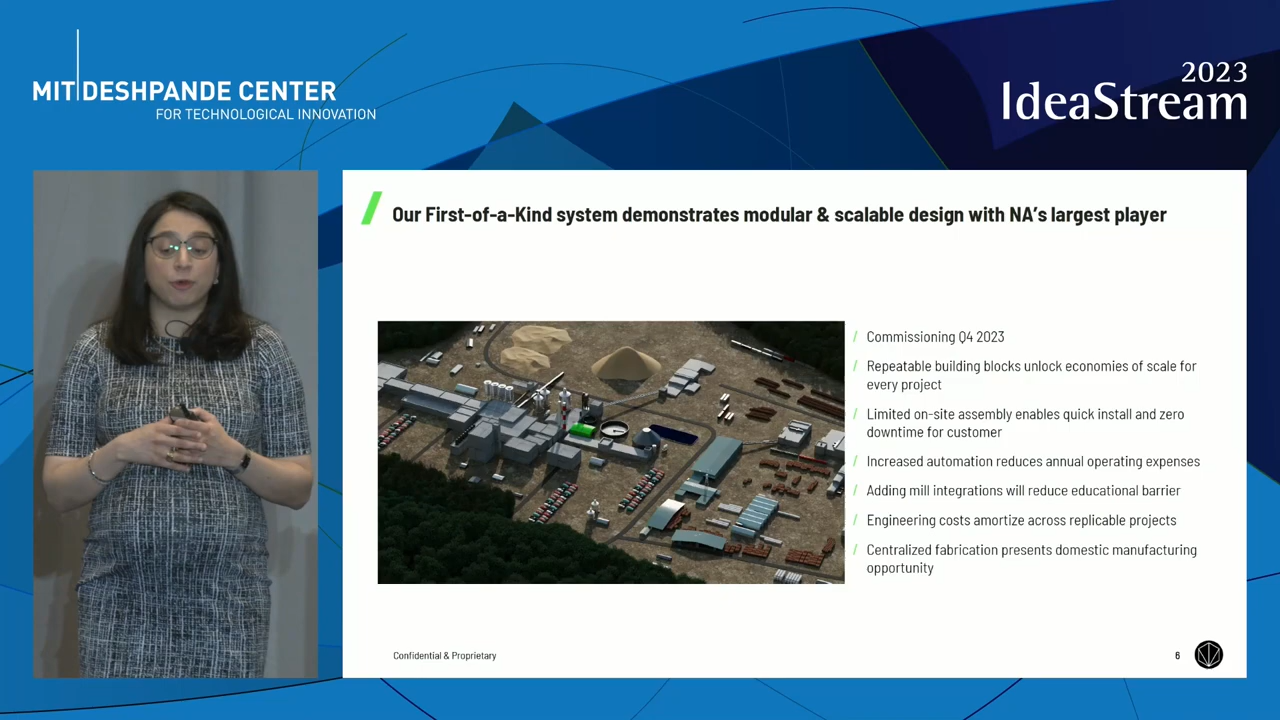 MIT DESHPANDE CENTER
FOR TECHNOLOGICAL INNOVATION
2023
IdeaStream
Our First-of-a-Kind system demonstrates modular & scalable design with NA's largest player
/ Commissioning Q4 2023
/ Repeatable building blocks unlock economies of scale for
every project
/ Limited on-site assembly enables quick install and zero
downtime for customer
/ Increased automation reduces annual operating expenses
/ Adding mill integrations will reduce educational barrier
/ Engineering costs amortize across replicable projects
/ Centralized fabrication presents domestic manufacturing
opportunity
Confidential & Proprietary
6